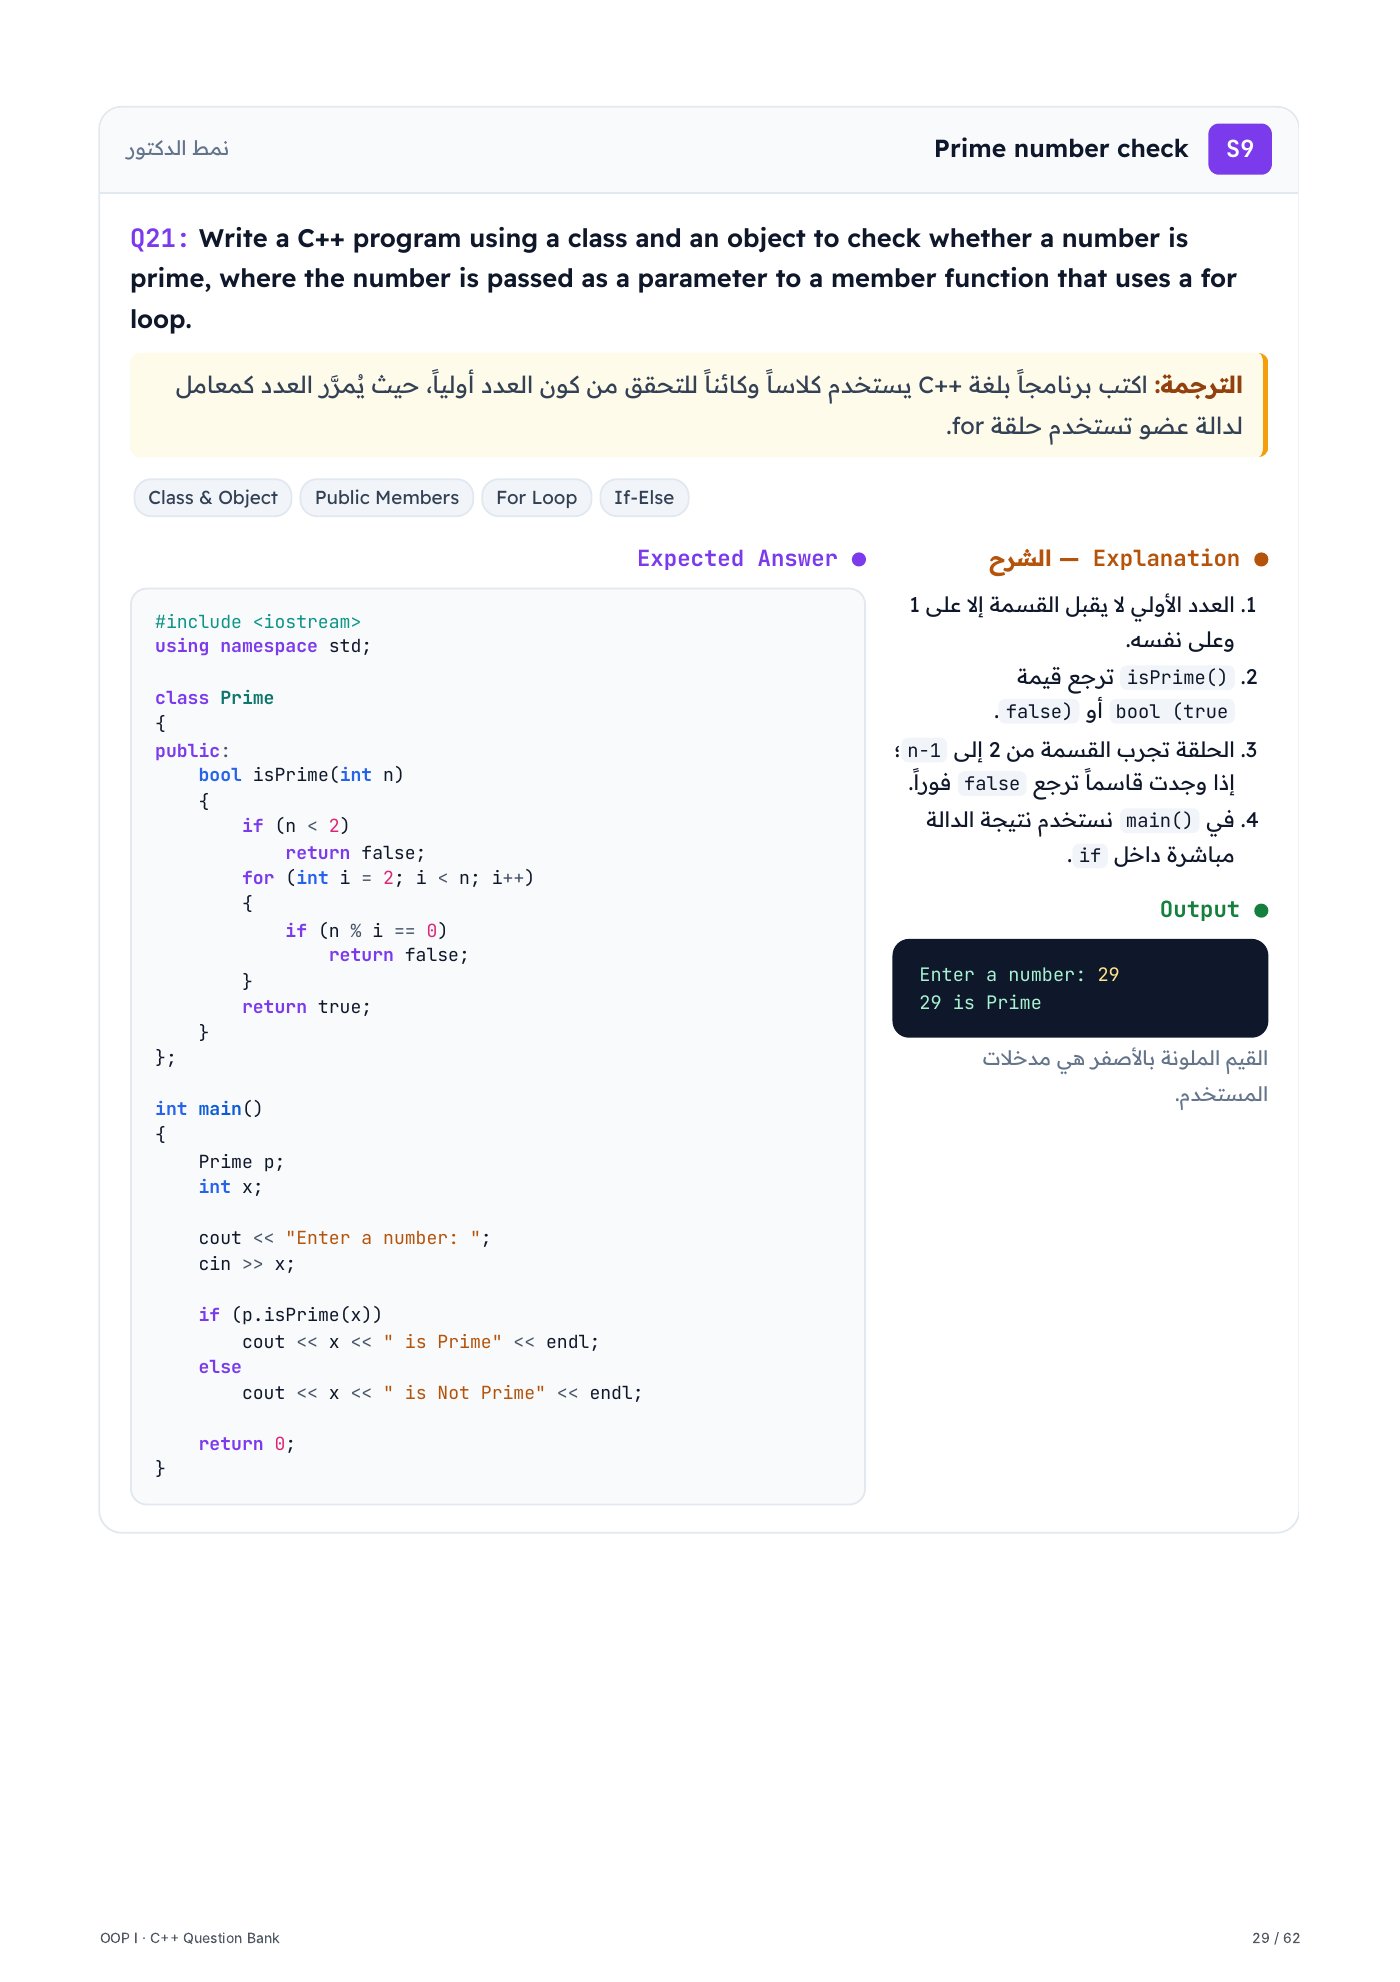 S9 Prime number check نمط الدكتور
Q21: Write a C++ program using a class and an object to check whether a number is
prime, where the number is passed as a parameter to a member function that uses a for
loop.
الترجمة: اكتب برنامجاً بلغة C++ يستخدم كلاساً وكائناً للتحقق من كون العدد أولياً، حيث يُمرَّر العدد كمعامل
لدالة عضو تستخدم حلقة for.
Class & Object Public Members For Loop If-Else
Explanation — الشرح
1. العدد الأولي لا يقبل القسمة إلا على 1
وعلى نفسه.
2. isPrime() ترجع قيمة
bool (true أو false).
3. الحلقة تجرب القسمة من 2 إلى n-1؛
إذا وجدت قاسماً ترجع false فوراً.
4. في main() نستخدم نتيجة الدالة
مباشرة داخل if.
Output
Enter a number: 29
29 is Prime
القيم الملونة بالأصفر هي مدخلات
المستخدم.
Expected Answer
#include <iostream>
using namespace std;
class Prime
{
public:
    bool isPrime(int n)
    {
        if (n < 2)
            return false;
        for (int i = 2; i < n; i++)
        {
            if (n % i == 0)
                return false;
        }
        return true;
    }
};
int main()
{
    Prime p;
    int x;
    cout << "Enter a number: ";
    cin >> x;
    if (p.isPrime(x))
        cout << x << " is Prime" << endl;
    else
        cout << x << " is Not Prime" << endl;
    return 0;
}
OOP I · C++ Question Bank 29 / 62